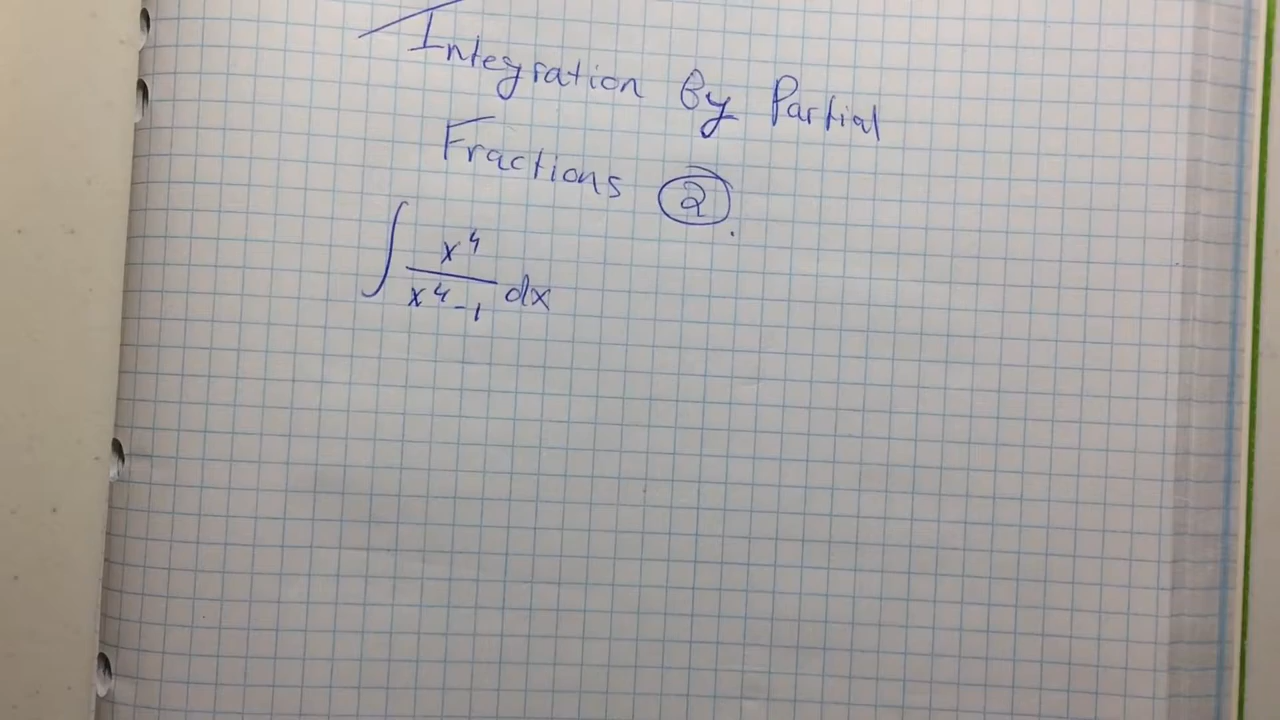 Integration By Partial
Fractions ②.
∫ x⁴/(x⁴-1) dx